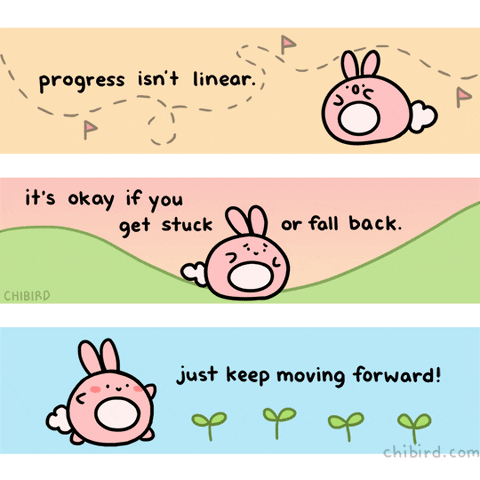 progress isn't linear.
it's okay if you
get stuck or fall back.
CHIBIRD
just keep moving forward!
chibird.com